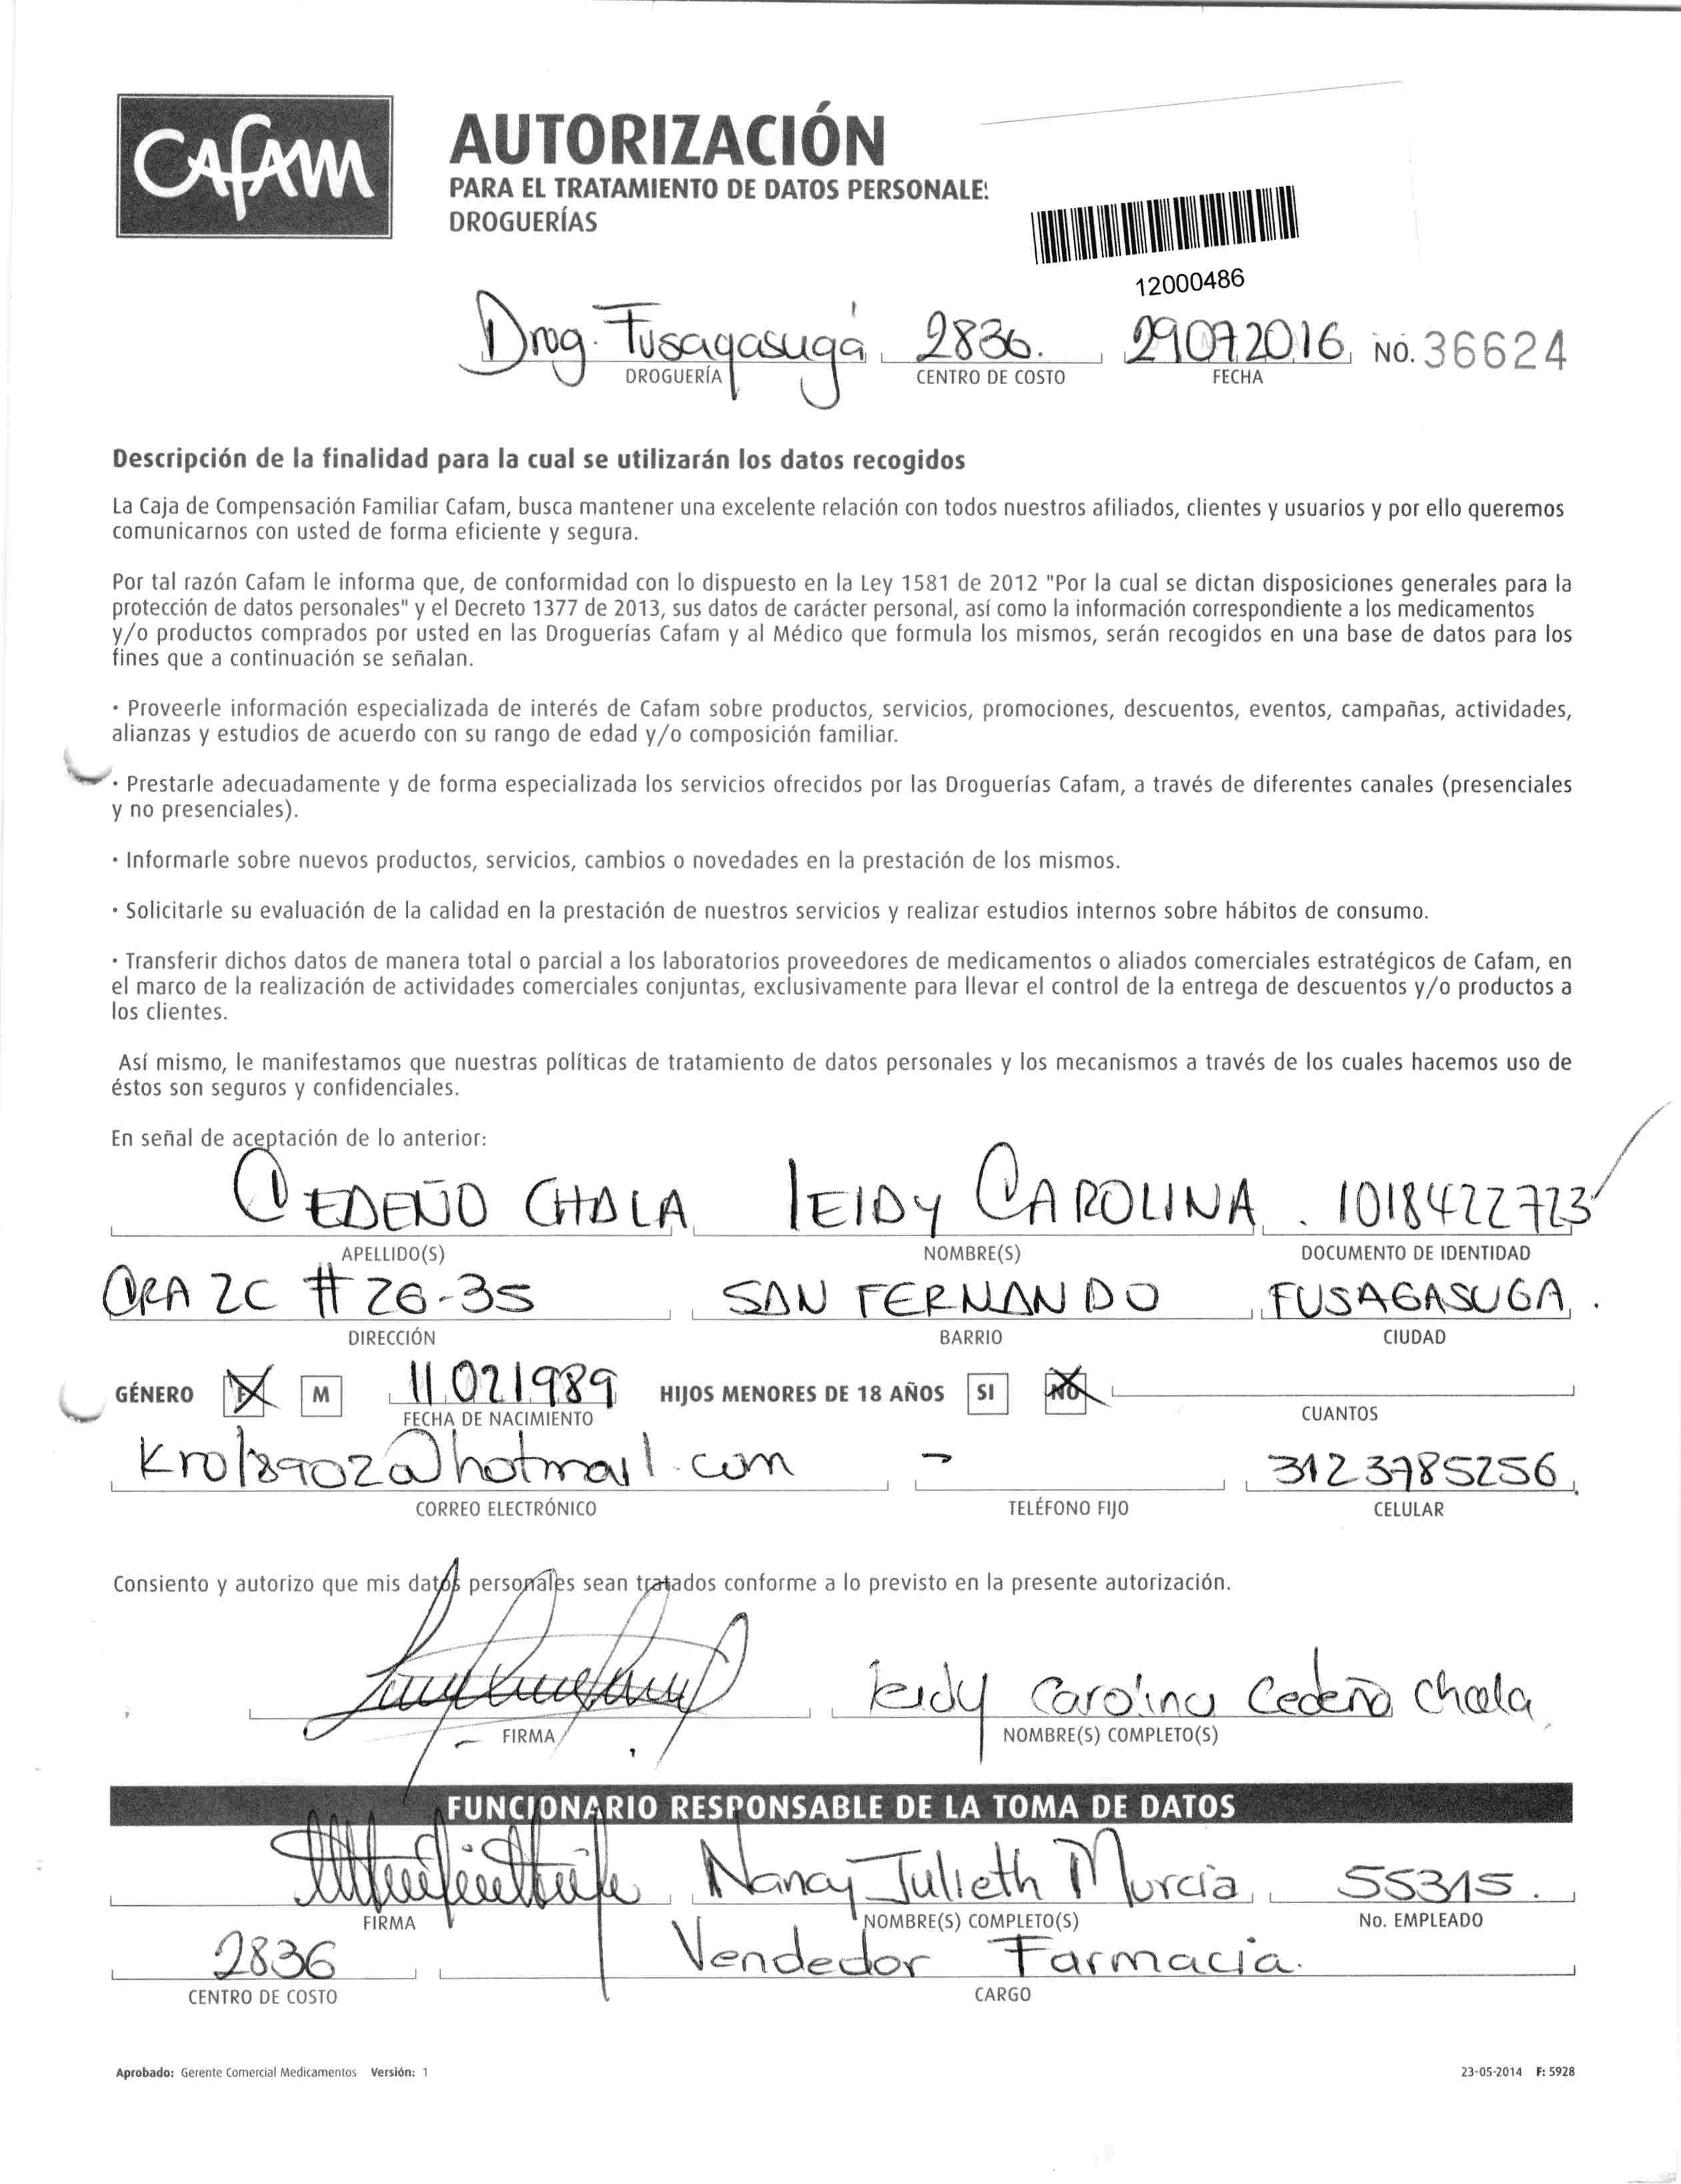 CAFAM
AUTORIZACIÓN
PARA EL TRATAMIENTO DE DATOS PERSONALE
DROGUERÍAS
12000486
Drog. Fusagasugá 2836. 29072016 NO. 36624
DROGUERÍA CENTRO DE COSTO FECHA
Descripción de la finalidad para la cual se utilizarán los datos recogidos
La Caja de Compensación Familiar Cafam, busca mantener una excelente relación con todos nuestros afiliados, clientes y usuarios y por ello queremos
comunicarnos con usted de forma eficiente y segura.
Por tal razón Cafam le informa que, de conformidad con lo dispuesto en la Ley 1581 de 2012 "Por la cual se dictan disposiciones generales para la
protección de datos personales" y el Decreto 1377 de 2013, sus datos de carácter personal, así como la información correspondiente a los medicamentos
y/o productos comprados por usted en las Droguerías Cafam y al Médico que formula los mismos, serán recogidos en una base de datos para los
fines que a continuación se señalan.
· Proveerle información especializada de interés de Cafam sobre productos, servicios, promociones, descuentos, eventos, campañas, actividades,
alianzas y estudios de acuerdo con su rango de edad y/o composición familiar.
· Prestarle adecuadamente y de forma especializada los servicios ofrecidos por las Droguerías Cafam, a través de diferentes canales (presenciales
y no presenciales).
· Informarle sobre nuevos productos, servicios, cambios o novedades en la prestación de los mismos.
· Solicitarle su evaluación de la calidad en la prestación de nuestros servicios y realizar estudios internos sobre hábitos de consumo.
· Transferir dichos datos de manera total o parcial a los laboratorios proveedores de medicamentos o aliados comerciales estratégicos de Cafam, en
el marco de la realización de actividades comerciales conjuntas, exclusivamente para llevar el control de la entrega de descuentos y/o productos a
los clientes.
Así mismo, le manifestamos que nuestras políticas de tratamiento de datos personales y los mecanismos a través de los cuales hacemos uso de
éstos son seguros y confidenciales.
En señal de aceptación de lo anterior:
CEDEÑO CHALA LEIDY CAROLINA . 1018422723
APELLIDO(S) NOMBRE(S) DOCUMENTO DE IDENTIDAD
CRA 2C # 26-35 SAN FERNANDO FUSAGASUGA .
DIRECCIÓN BARRIO CIUDAD
GÉNERO F M 11021989 HIJOS MENORES DE 18 AÑOS SI NO
FECHA DE NACIMIENTO CUANTOS
krol8902@hotmail.com - 3123785256
CORREO ELECTRÓNICO TELÉFONO FIJO CELULAR
Consiento y autorizo que mis datos personales sean tratados conforme a lo previsto en la presente autorización.
leidy Carolina Cedeño Chala
FIRMA NOMBRE(S) COMPLETO(S)
FUNCIONARIO RESPONSABLE DE LA TOMA DE DATOS
Nancy Julieth Murcia 55315.
FIRMA NOMBRE(S) COMPLETO(S) No. EMPLEADO
2836 Vendedor Farmacia.
CENTRO DE COSTO CARGO
Aprobado: Gerente Comercial Medicamentos Versión: 1 23-05-2014 F: 5928